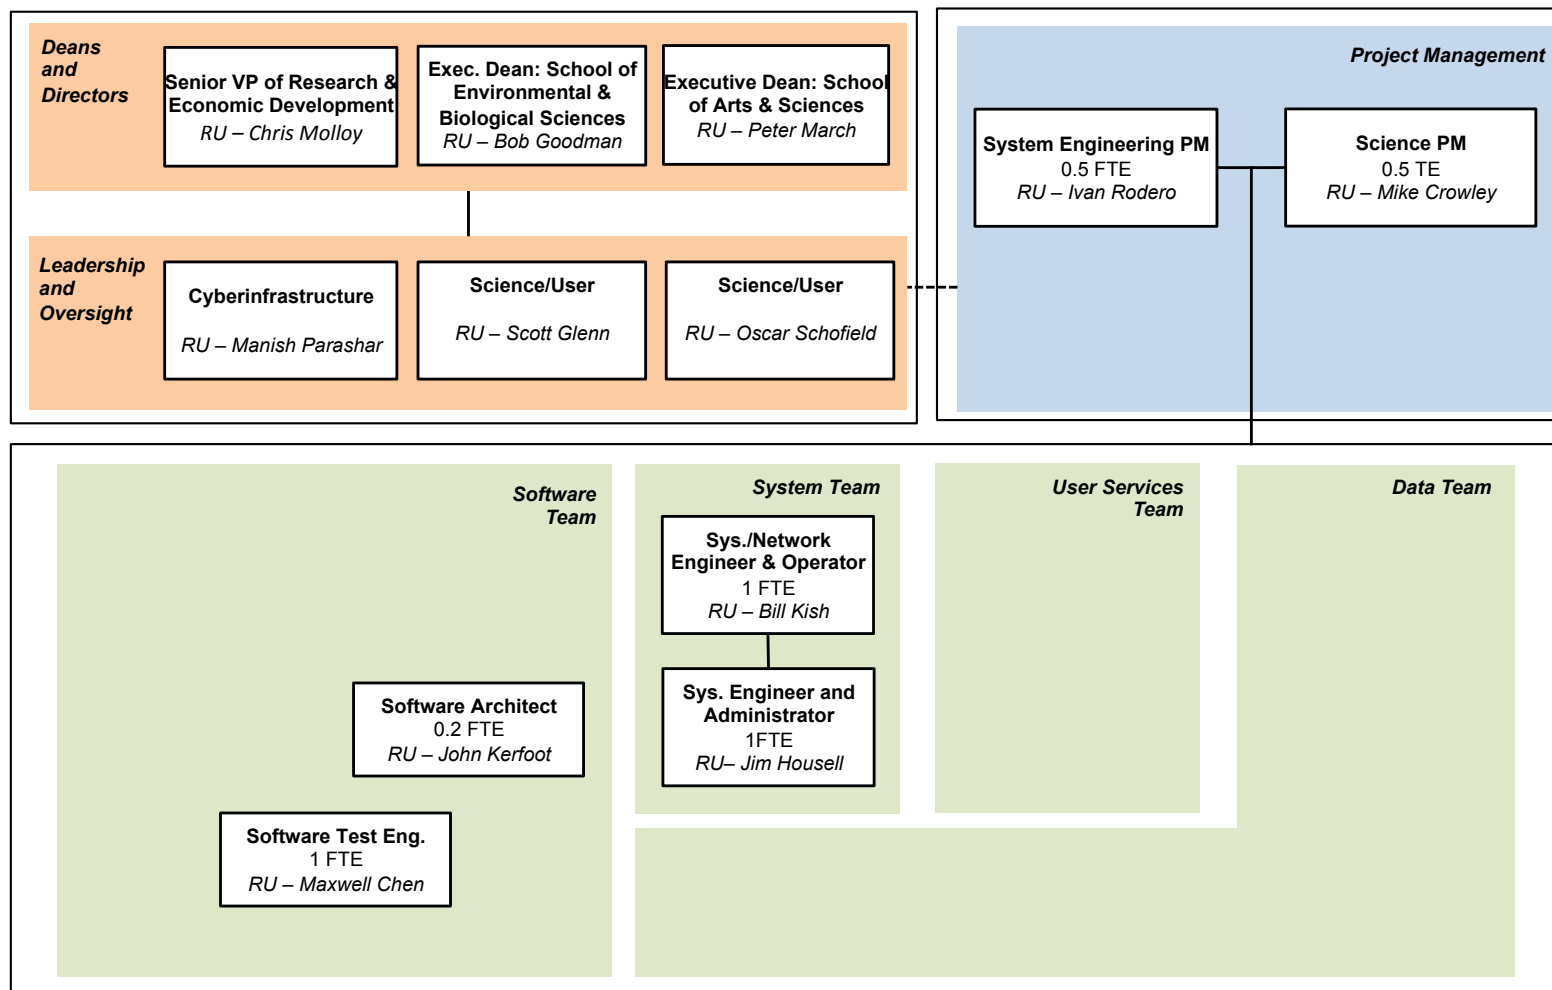 Deans
and
Directors
Senior VP of Research &
Economic Development
RU – Chris Molloy
Exec. Dean: School of
Environmental &
Biological Sciences
RU – Bob Goodman
Executive Dean: School
of Arts & Sciences
RU – Peter March
Leadership
and
Oversight
Cyberinfrastructure
RU – Manish Parashar
Science/User
RU – Scott Glenn
Science/User
RU – Oscar Schofield
Project Management
System Engineering PM
0.5 FTE
RU – Ivan Rodero
Science PM
0.5 TE
RU – Mike Crowley
Software
Team
Software Architect
0.2 FTE
RU – John Kerfoot
Software Test Eng.
1 FTE
RU – Maxwell Chen
System Team
Sys./Network
Engineer & Operator
1 FTE
RU – Bill Kish
Sys. Engineer and
Administrator
1FTE
RU– Jim Housell
User Services
Team
Data Team